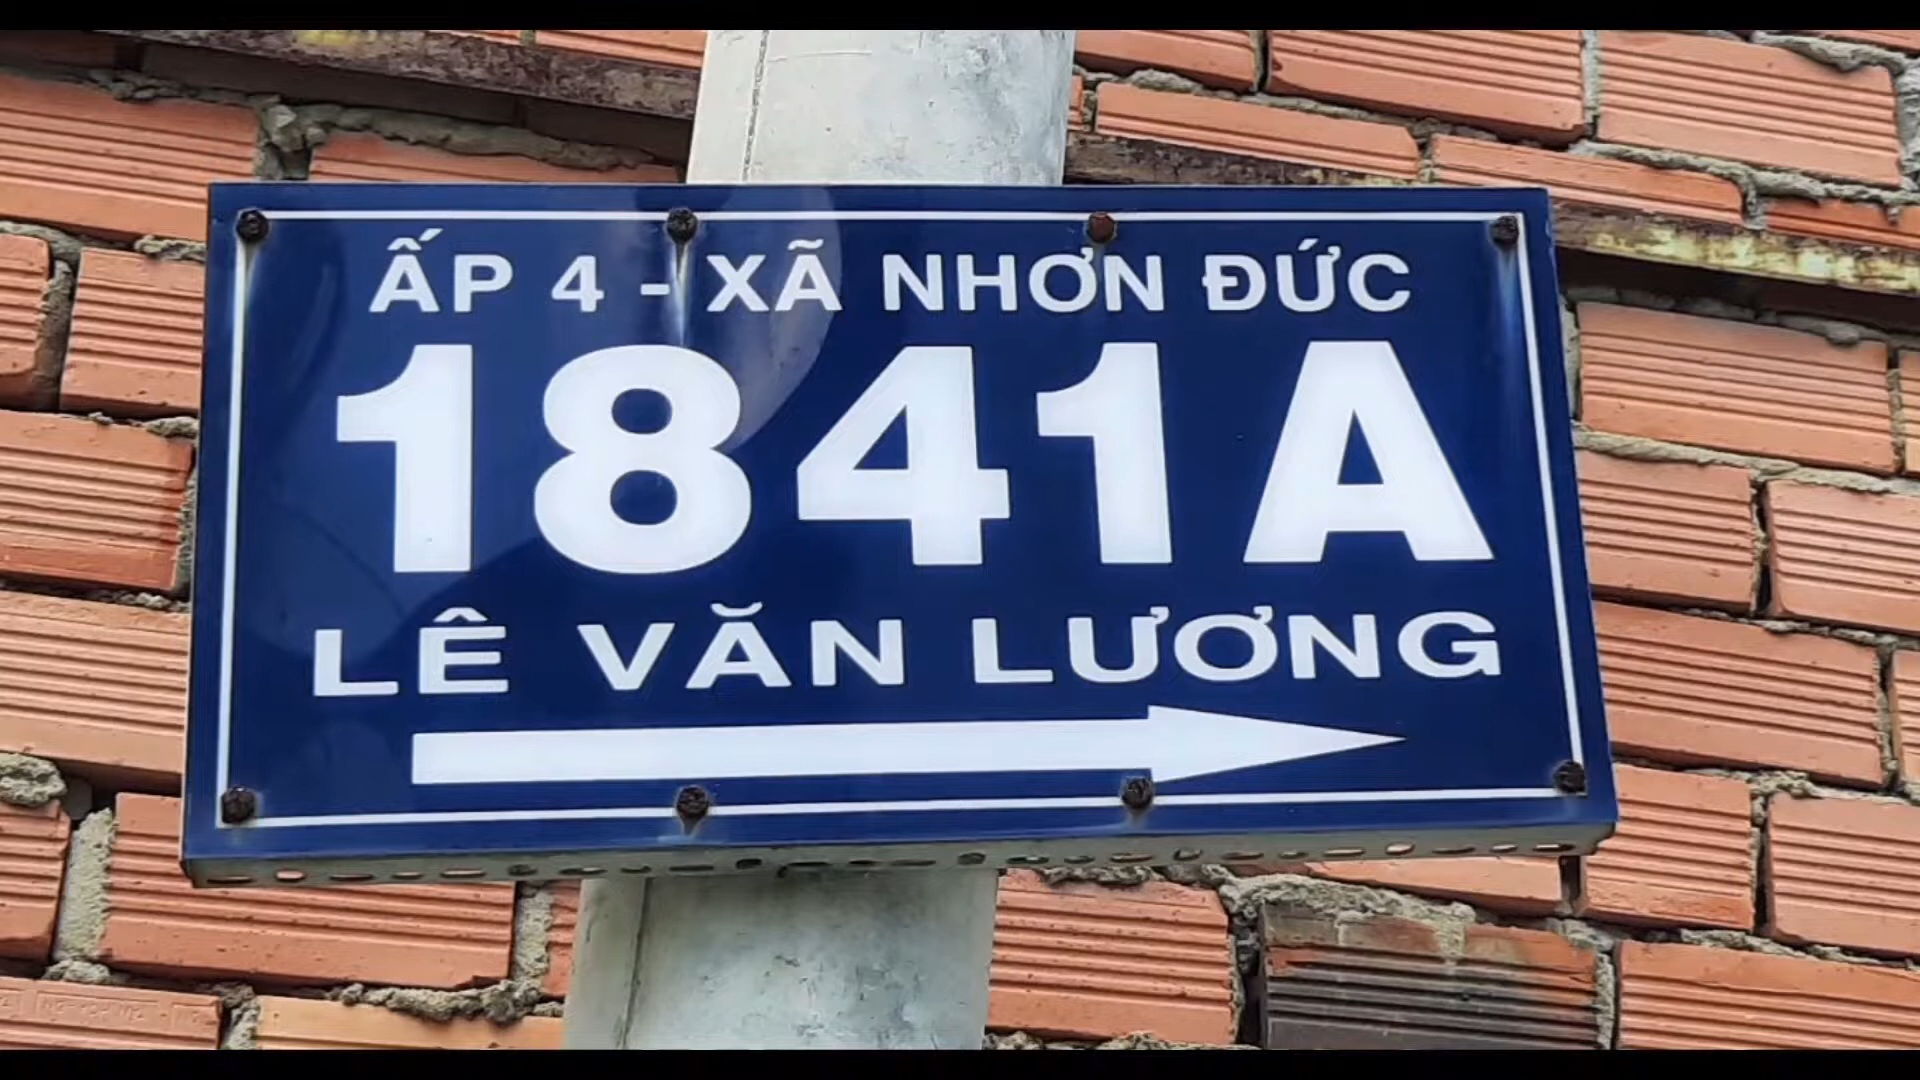 ẤP 4 - XÃ NHƠN ĐỨC
1841A
LÊ VĂN LƯƠNG